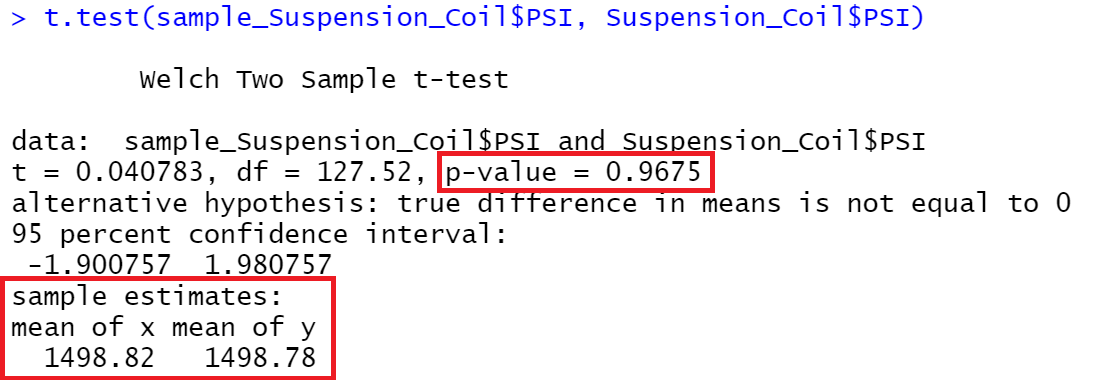 > t.test(sample_Suspension_Coil$PSI, Suspension_Coil$PSI)
Welch Two Sample t-test
data:  sample_Suspension_Coil$PSI and Suspension_Coil$PSI
t = 0.040783, df = 127.52, p-value = 0.9675
alternative hypothesis: true difference in means is not equal to 0
95 percent confidence interval:
-1.900757  1.980757
sample estimates:
mean of x mean of y
1498.82   1498.78